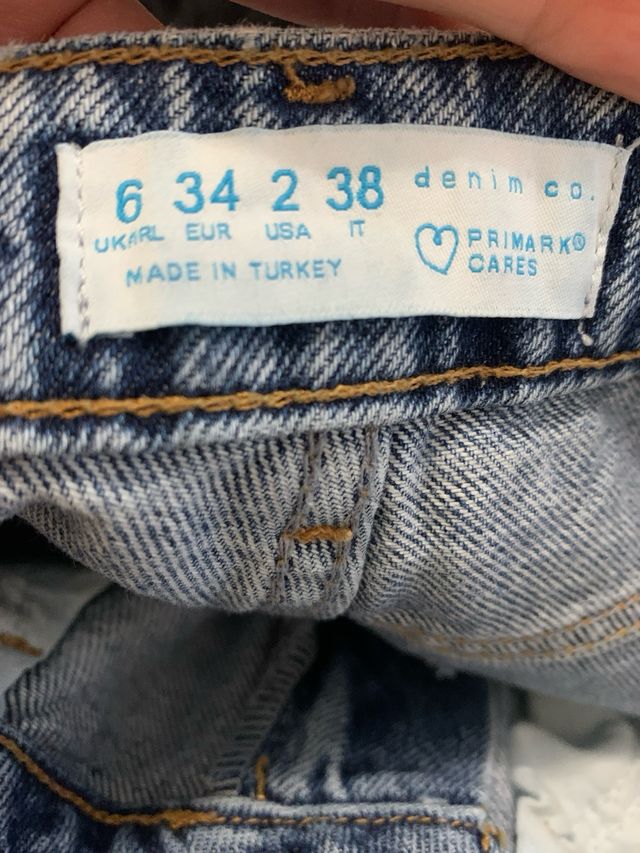 6 34 2 38
UK/IRL EUR USA IT
MADE IN TURKEY
denim co.
PRIMARK®
CARES